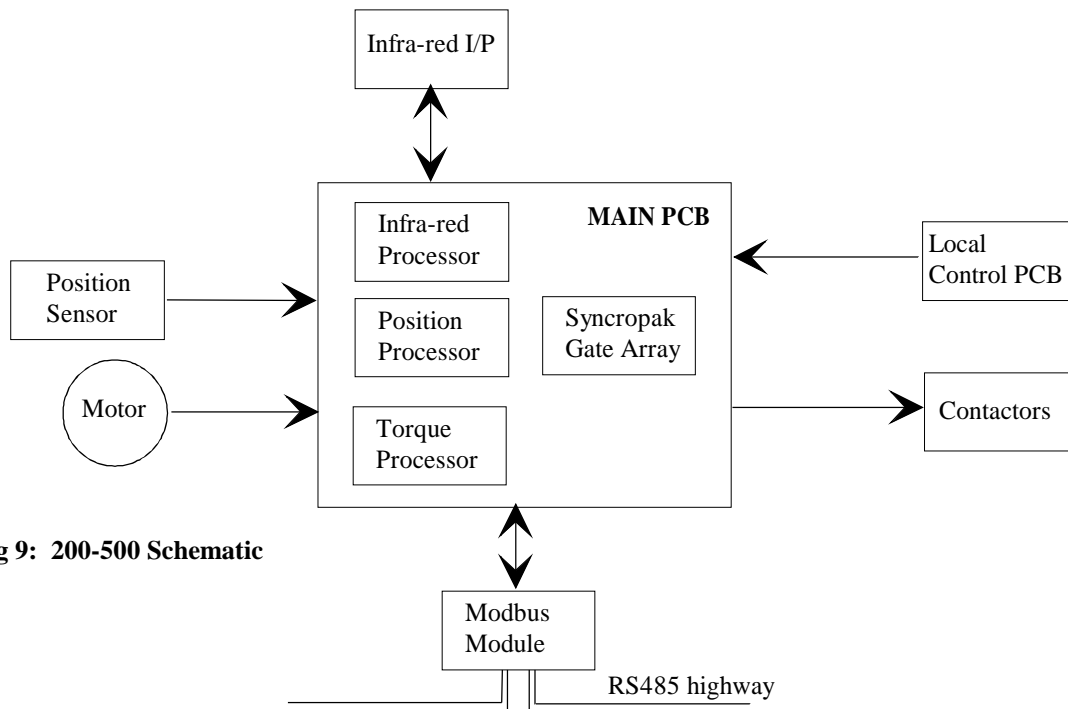 Infra-red I/P
MAIN PCB
Infra-red
Processor
Position
Sensor
Position
Processor
Syncropak
Gate Array
Local
Control PCB
Motor
Torque
Processor
Contactors
g 9: 200-500 Schematic
Modbus
Module
RS485 highway